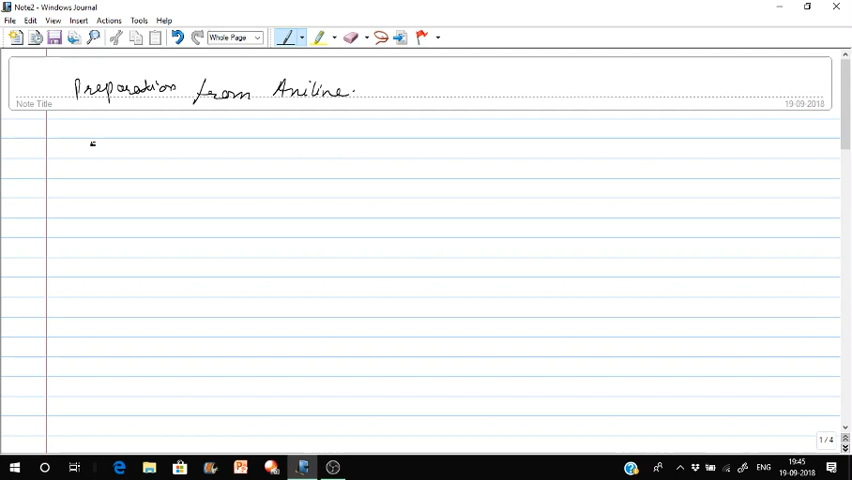 Note2 - Windows Journal
File Edit View Insert Actions Tools Help
Whole Page
Preparation from Aniline.
Note Title
19-09-2018
1 / 4
19:45
ENG
19-09-2018